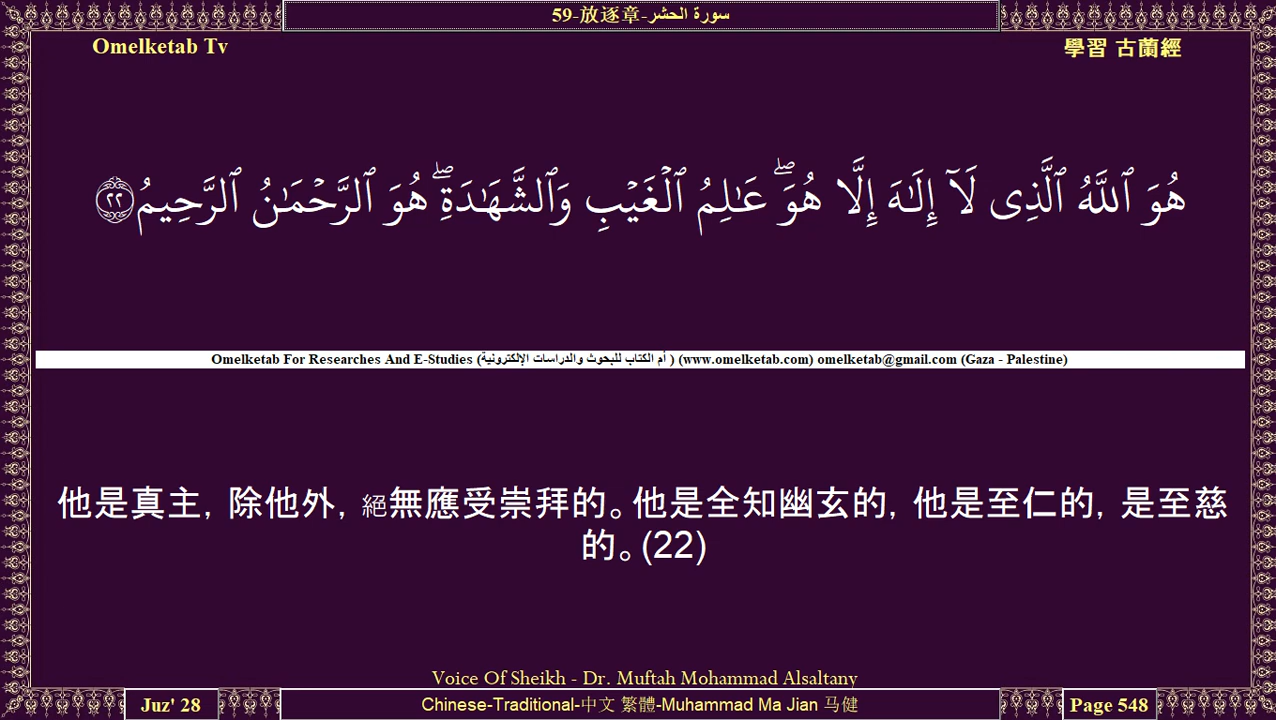 59-放逐章-سورة الحشر
Omelketab Tv
學習 古蘭經
هُوَ ٱللَّهُ ٱلَّذِى لَآ إِلَـٰهَ إِلَّا هُوَ ۖ عَـٰلِمُ ٱلْغَيْبِ وَٱلشَّهَـٰدَةِ ۖ هُوَ ٱلرَّحْمَـٰنُ ٱلرَّحِيمُ ٢٢
Omelketab For Researches And E-Studies (أم الكتاب للبحوث والدراسات الإلكترونية ) (www.omelketab.com) omelketab@gmail.com (Gaza - Palestine)
他是真主，除他外，絕無應受崇拜的。他是全知幽玄的，他是至仁的，是至慈
的。(22)
Voice Of Sheikh - Dr. Muftah Mohammad Alsaltany
Juz' 28
Chinese-Traditional-中文 繁體-Muhammad Ma Jian 马健
Page 548